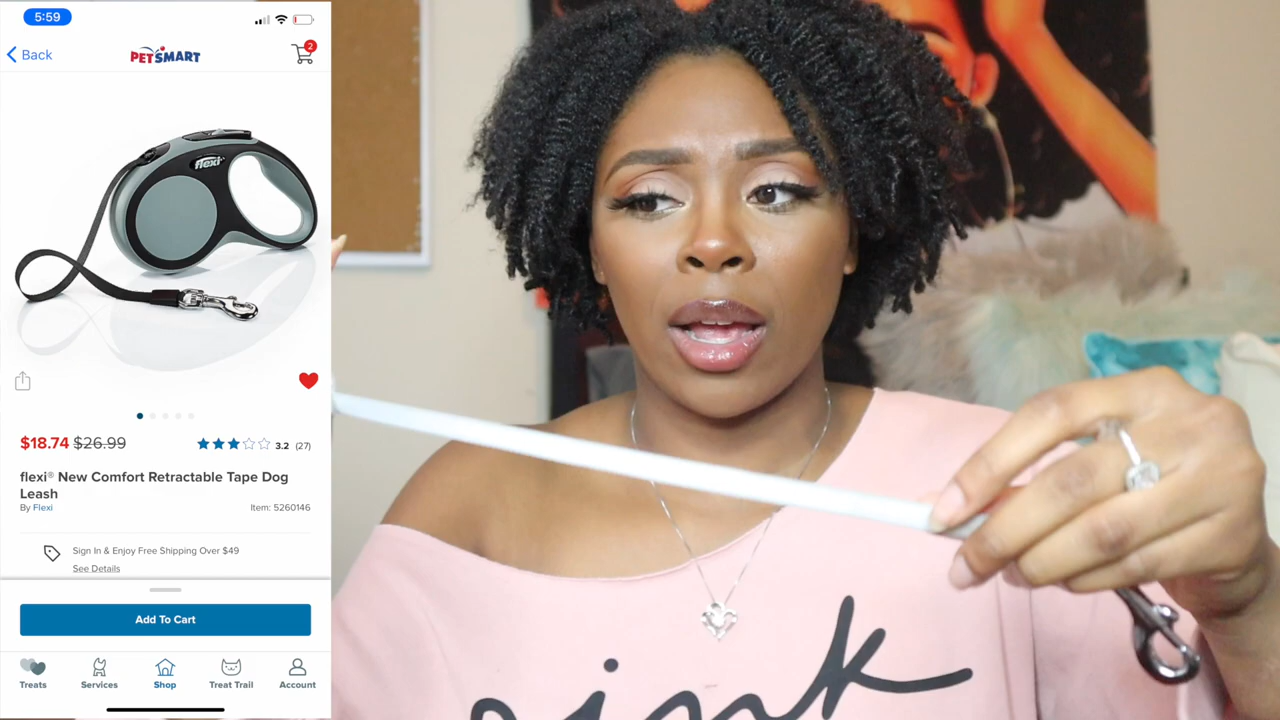 5:59
Back
PETSMART
2
flexi
$18.74 $26.99
3.2 (27)
flexi® New Comfort Retractable Tape Dog
Leash
By Flexi
Item: 5260146
Sign In & Enjoy Free Shipping Over $49
See Details
Add To Cart
Treats
Services
Shop
Treat Trail
Account
pink